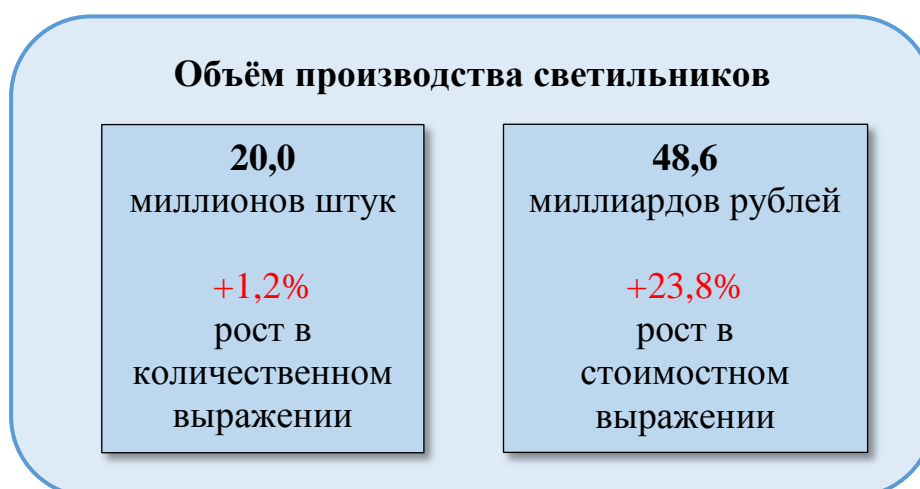 Объём производства светильников
20,0
миллионов штук
+1,2%
рост в
количественном
выражении
48,6
миллиардов рублей
+23,8%
рост в
стоимостном
выражении